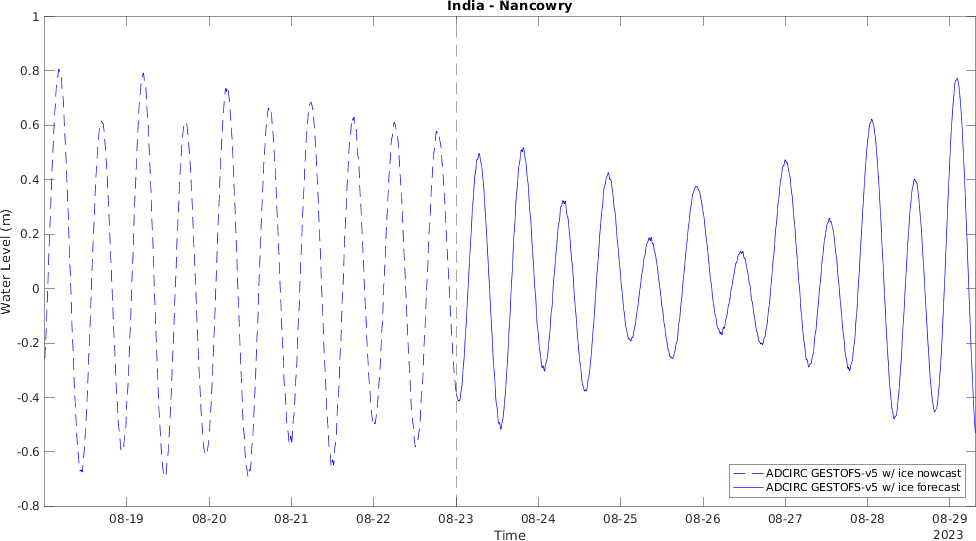 India - Nancowry
1
0.8
0.6
0.4
0.2
0
-0.2
-0.4
-0.6
-0.8
Water Level (m)
08-19 08-20 08-21 08-22 08-23 08-24 08-25 08-26 08-27 08-28 08-29
Time
2023
ADCIRC GESTOFS-v5 w/ ice nowcast
ADCIRC GESTOFS-v5 w/ ice forecast